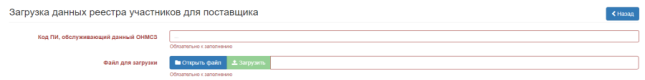 Загрузка данных реестра участников для поставщика
Назад
Код ПИ, обслуживающий данный ОНМСЗ
Обязательно к заполнению
Файл для загрузки
Открыть файл
Загрузить
Обязательно к заполнению